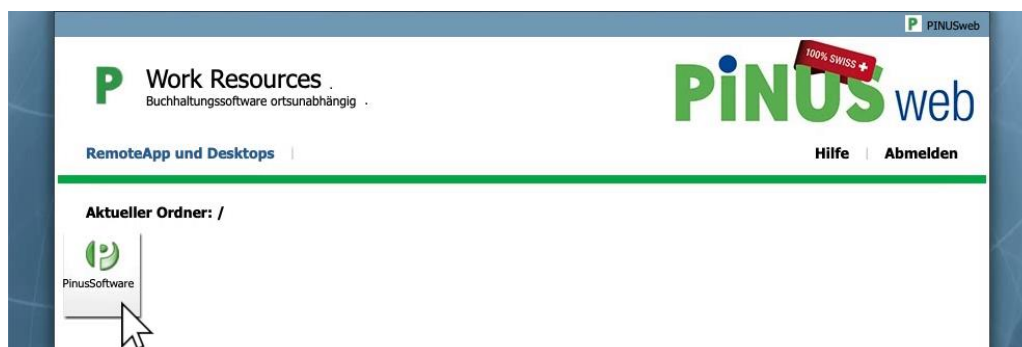 P PINUSweb
P Work Resources .
Buchhaltungssoftware ortsunabhängig .
100% SWISS +
PiNUS web
RemoteApp und Desktops | Hilfe | Abmelden
Aktueller Ordner: /
P
PinusSoftware